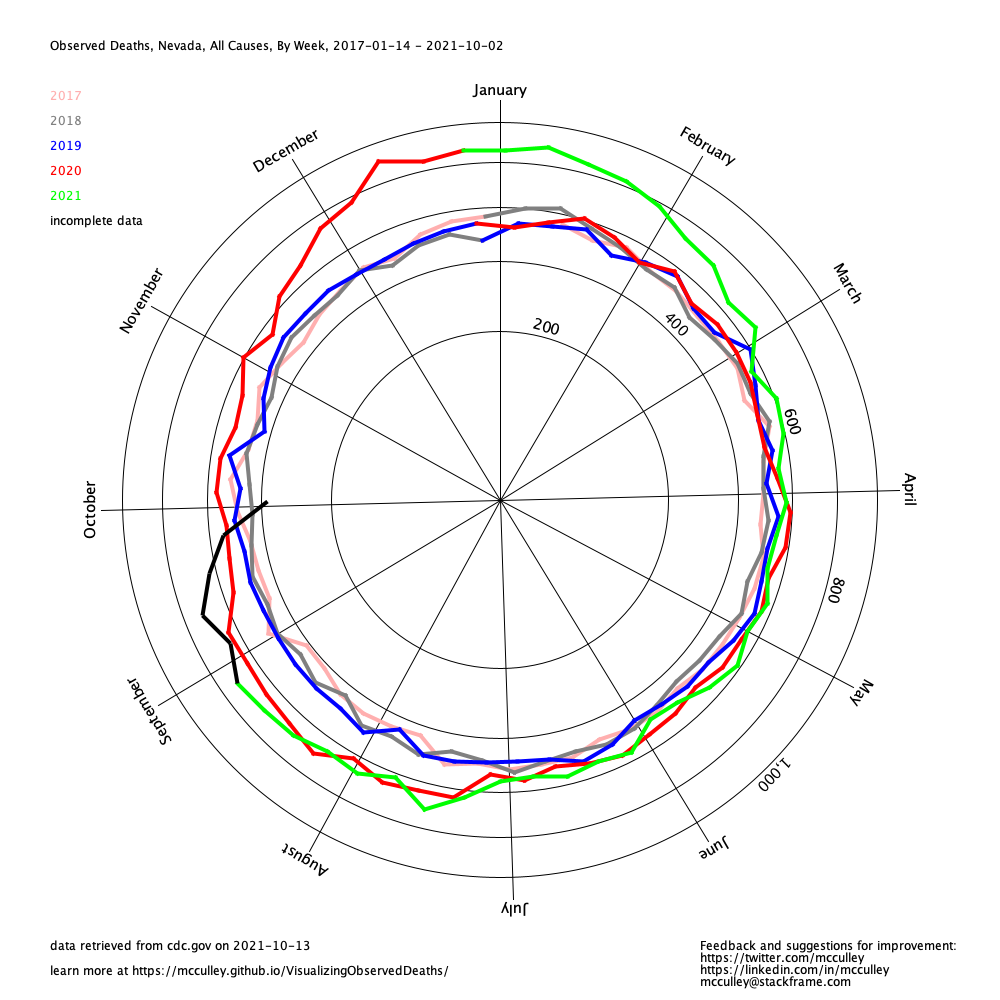 Observed Deaths, Nevada, All Causes, By Week, 2017-01-14 - 2021-10-02
January
2017
2018
2019
2020
2021
incomplete data
December
February
November
March
200
400
600
October
April
800
September
May
1,000
August
June
July
data retrieved from cdc.gov on 2021-10-13
learn more at https://mcculley.github.io/VisualizingObservedDeaths/
Feedback and suggestions for improvement:
https://twitter.com/mcculley
https://linkedin.com/in/mcculley
mcculley@stackframe.com